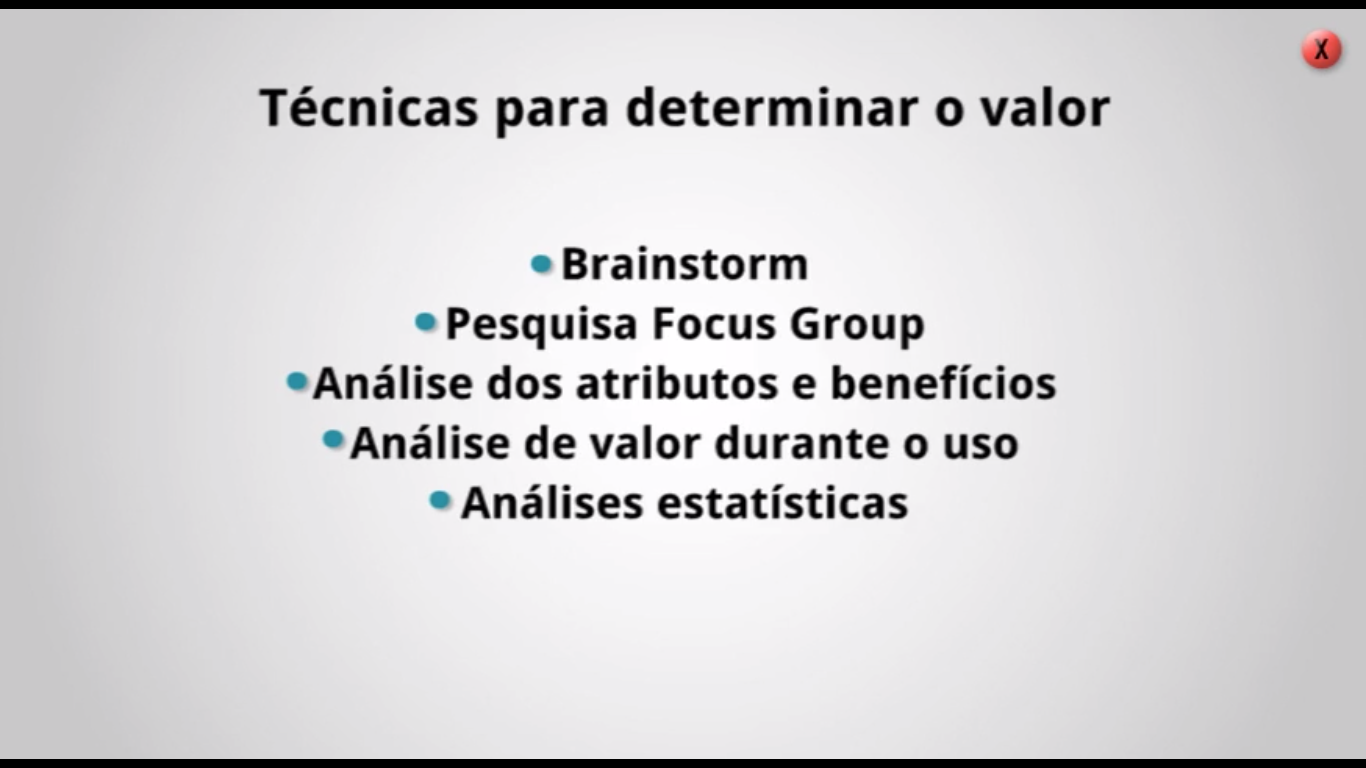 X
Técnicas para determinar o valor
• Brainstorm
• Pesquisa Focus Group
• Análise dos atributos e benefícios
• Análise de valor durante o uso
• Análises estatísticas